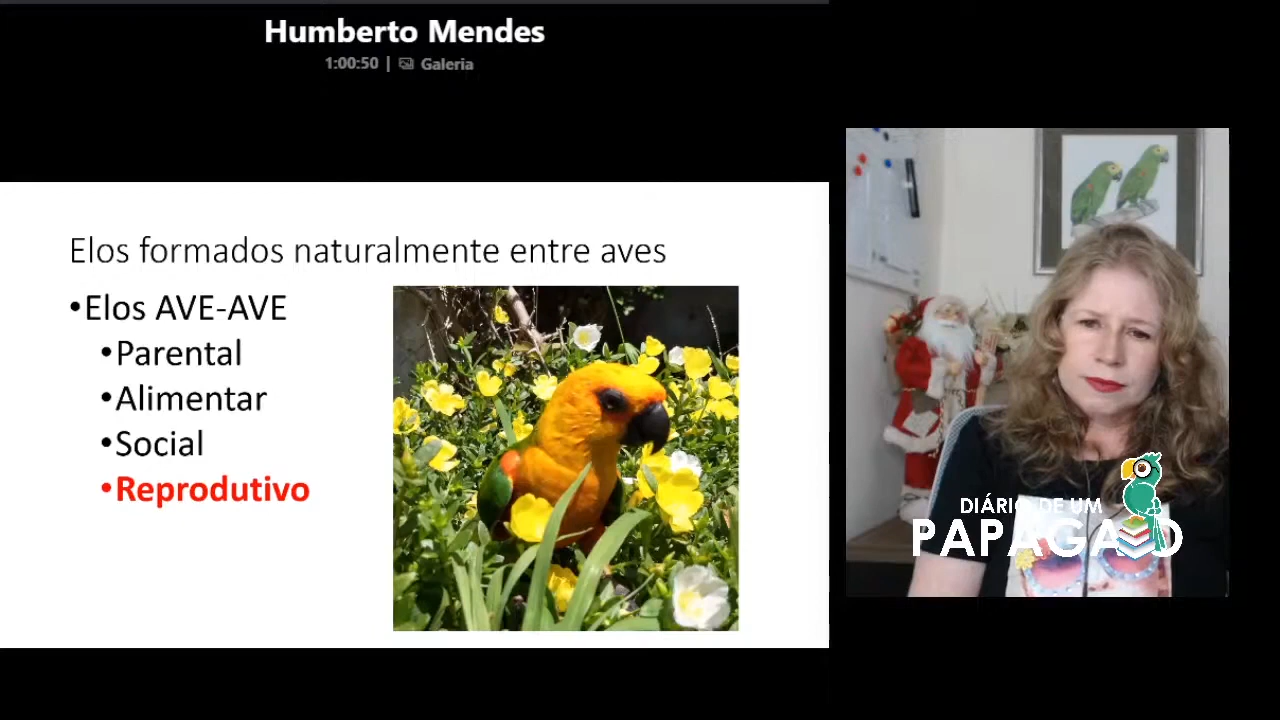 Humberto Mendes
1:00:50 | Galeria
Elos formados naturalmente entre aves
•Elos AVE-AVE
•Parental
•Alimentar
•Social
•Reprodutivo
DIÁRIO DE UM
PAPAGAIO